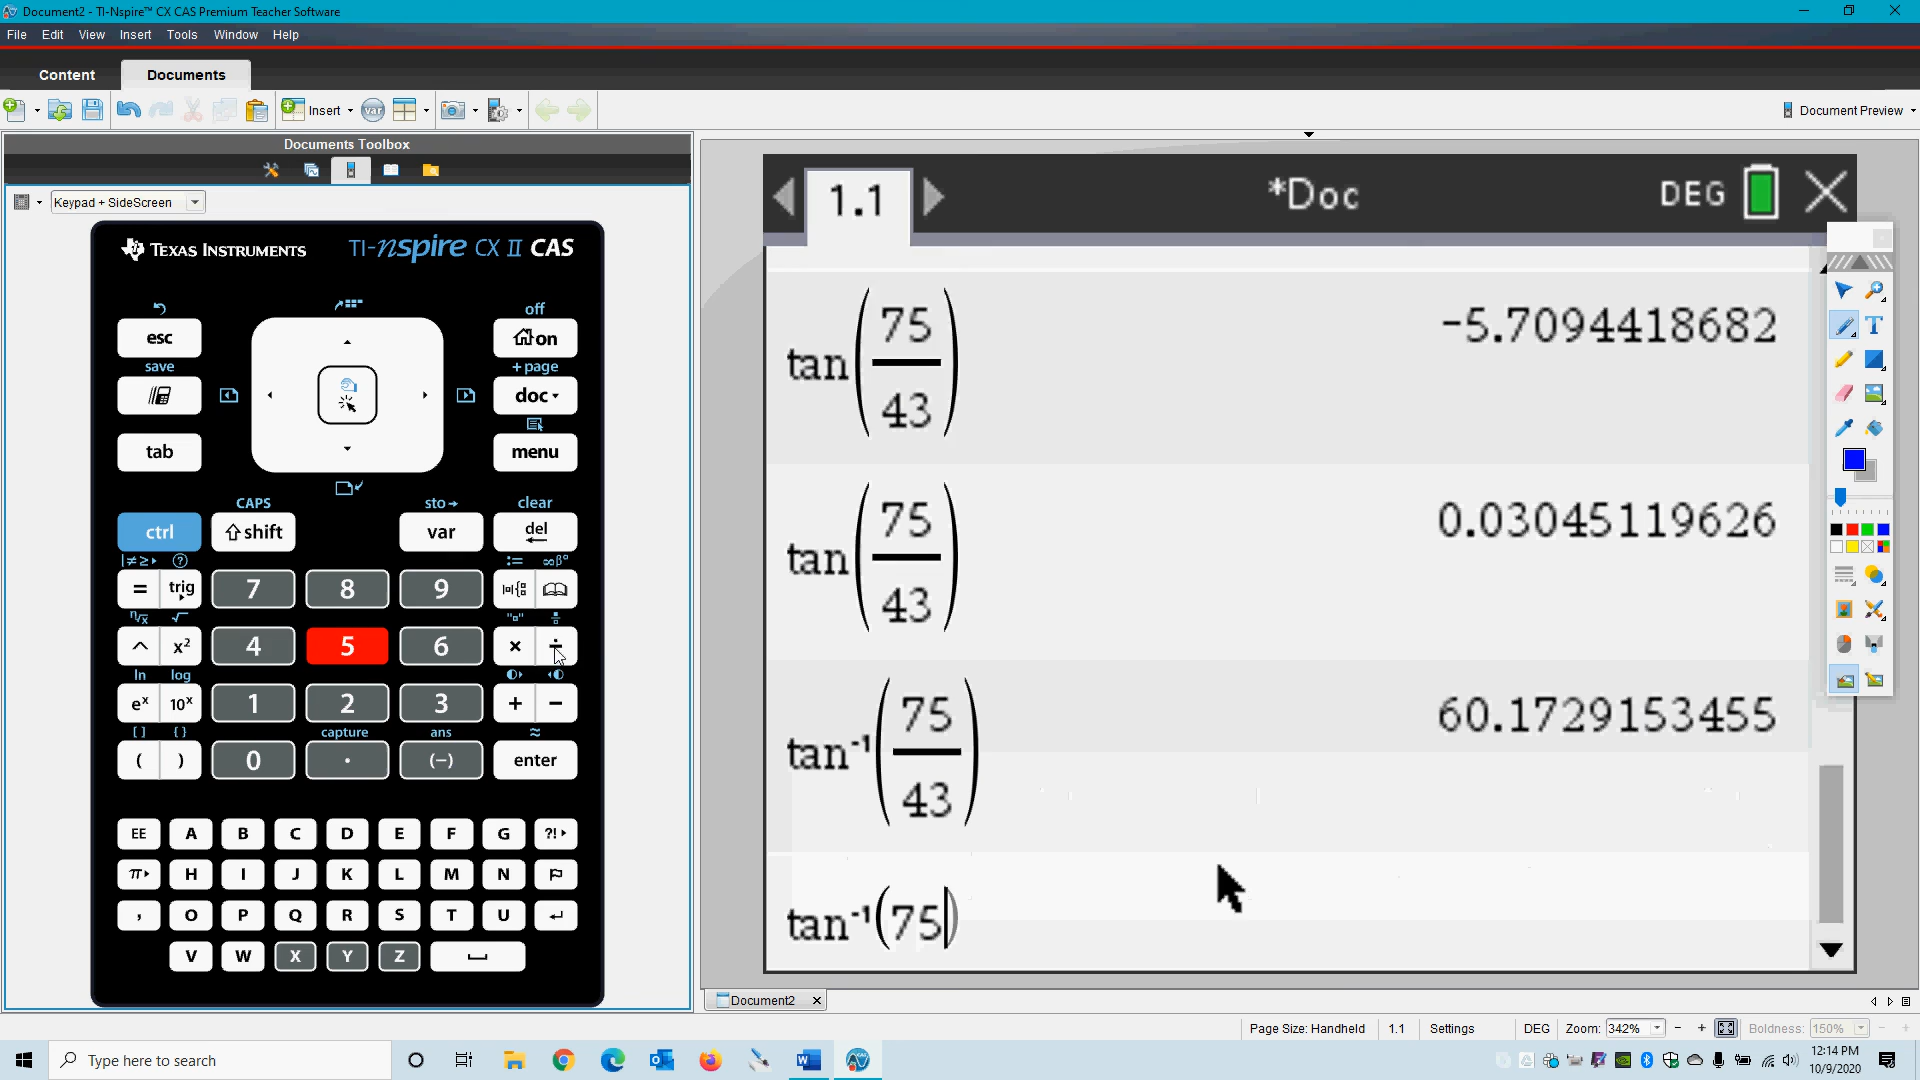 Document2 - TI-Nspire™ CX CAS Premium Teacher Software
File Edit View Insert Tools Window Help
Content Documents
Insert var Document Preview
Documents Toolbox
Keypad + SideScreen
TEXAS INSTRUMENTS TI-nspire CX II CAS
off
esc on
save + page
doc
tab menu
CAPS sto→ clear
ctrl shift var del
|≠≥▸ ? := ∞β°
= trig 7 8 9
ⁿ√x √ "□"
^ x² 4 5 6 × ÷
ln log
eˣ 10ˣ 1 2 3 + −
[ ] { } capture ans ≈
( ) 0 . (−) enter
EE A B C D E F G ?!▸
π▸ H I J K L M N
, O P Q R S T U
V W X Y Z
1.1 *Doc DEG
tan(75/43) -5.7094418682
tan(75/43) 0.03045119626
tan⁻¹(75/43) 60.1729153455
tan⁻¹(75)
Document2
Page Size: Handheld 1.1 Settings DEG Zoom: 342% − + Boldness: 150% − +
Type here to search
12:14 PM
10/9/2020